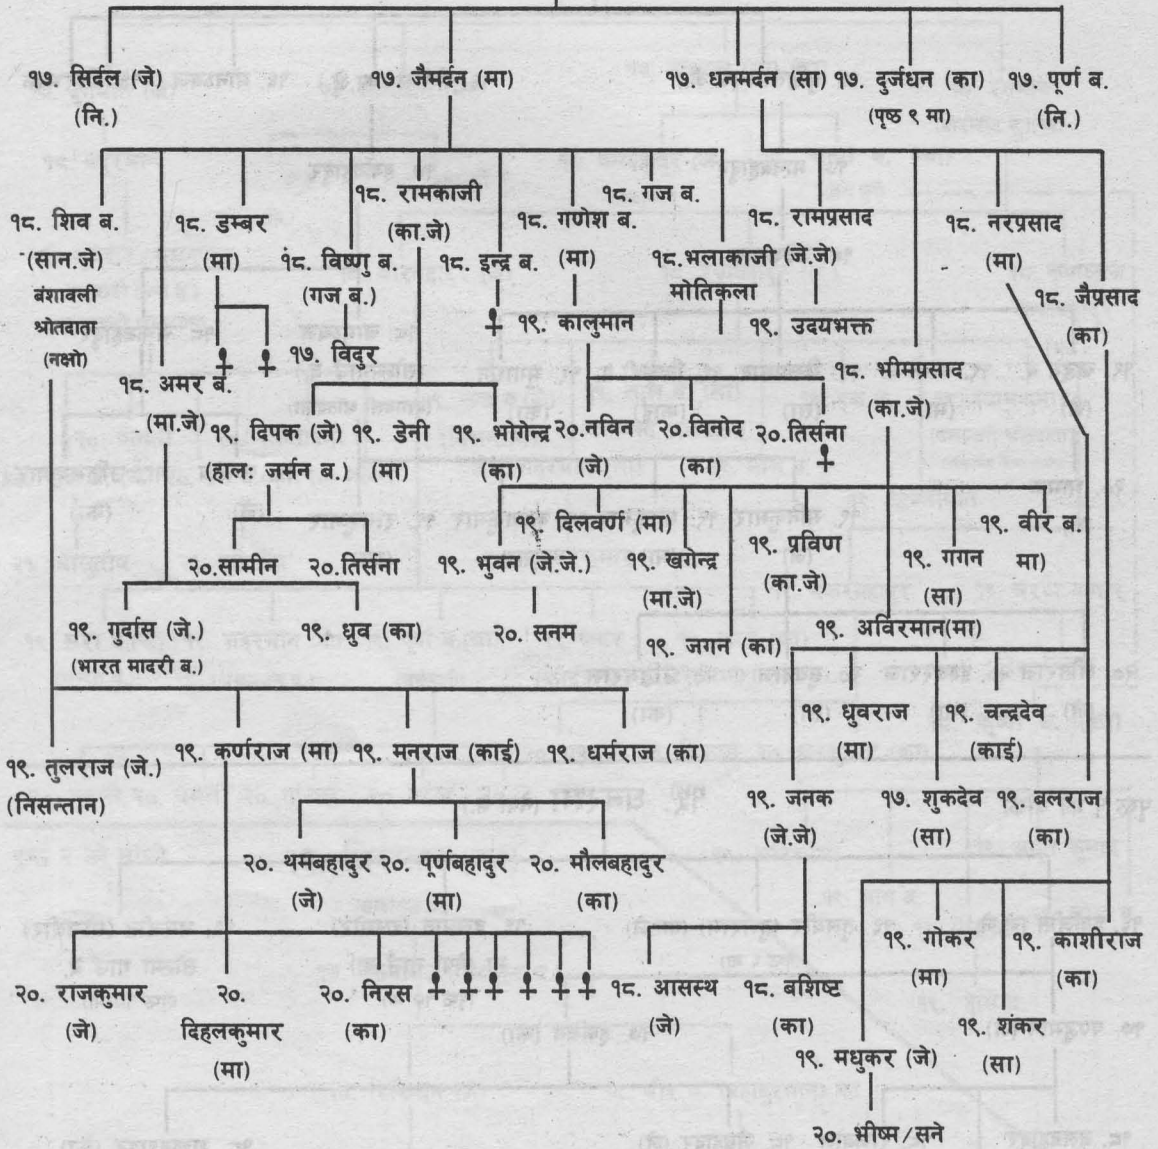 १७. सिर्दल (जे) १७. जैमर्दन (मा) १७. धनमर्दन (सा) १७. दुर्जधन (का) १७. पूर्ण ब.
(नि.) (पृष्ठ ९ मा) (नि.)
१८. रामकाजी १८. गज ब.
१८. शिव ब. १८. डम्बर (का.जे) १८. गणेश ब. १८. रामप्रसाद १८. नरप्रसाद
(सान.जे) (मा) १८. विष्णु ब. १८. इन्द्र ब. (मा) १८.भलाकाजी (जे.जे) (मा)
बंशावली (गज ब.) मोतिकला १८. जैप्रसाद
श्रोतदाता १९. कालुमान १९. उदयभक्त (का)
(नक्षो) १७. विदुर
१८. अमर ब. १८. भीमप्रसाद
(मा.जे) (का.जे)
१९. दिपक (जे) १९. डेनी १९. भोगेन्द्र २०.नविन २०.विनोद २०.तिर्सना
(हाल: जर्मन ब.) (मा) (का) (जे) (का)
१९. दिलवर्ण (मा) १९. वीर ब.
१९. प्रविण
२०.सामीन २०.तिर्सना १९. भुवन (जे.जे.) १९. खगेन्द्र (का.जे) १९. गगन मा)
(मा.जे) (सा)
१९. गुर्दास (जे.) १९. ध्रुव (का) २०. सनम १९. जगन (का) १९. अविरमान(मा)
(भारत मादरी ब.)
१९. ध्रुवराज १९. चन्द्रदेव
(मा) (काई)
१९. तुलराज (जे.) १९. कर्णराज (मा) १९. मनराज (काई) १९. धर्मराज (का)
(निसन्तान) १९. जनक १७. शुकदेव १९. बलराज
(जे.जे) (सा) (का)
२०. थमबहादुर २०. पूर्णबहादुर २०. मौलबहादुर
(जे) (मा) (का)
१९. गोकर १९. काशीराज
(मा) (का)
२०. राजकुमार २०. २०. निरस १८. आसस्थ १८. बशिष्ट
(जे) दिहलकुमार (का) (जे) (का) १९. शंकर
(मा) (सा)
१९. मधुकर (जे)
२०. भीष्म/सने